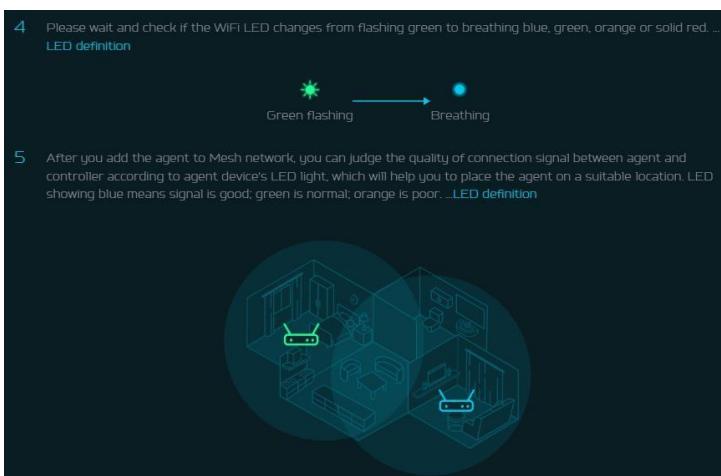 4 Please wait and check if the WiFi LED changes from flashing green to breathing blue, green, orange or solid red. ...
LED definition
Green flashing
Breathing
5 After you add the agent to Mesh network, you can judge the quality of connection signal between agent and
controller according to agent device's LED light, which will help you to place the agent on a suitable location. LED
showing blue means signal is good; green is normal; orange is poor. ...LED definition